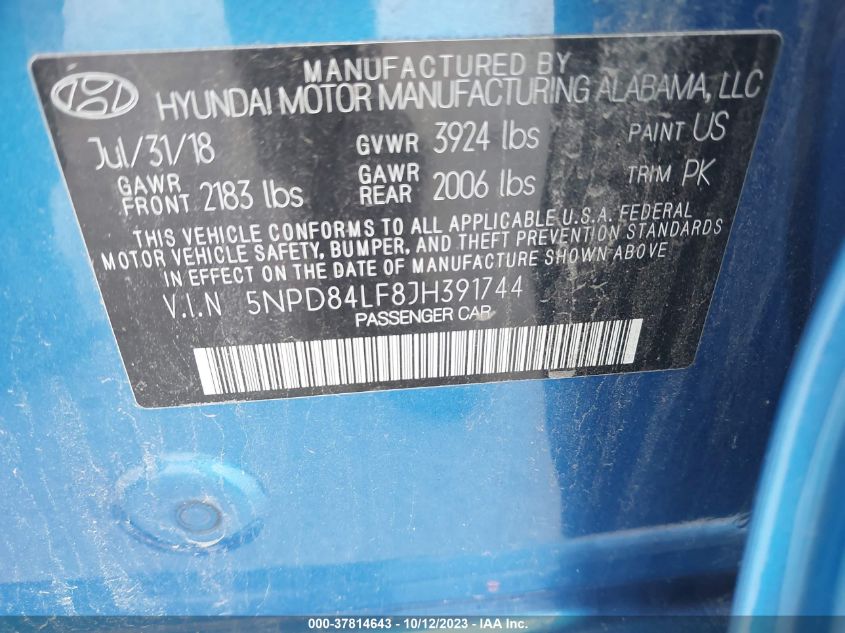 MANUFACTURED BY
HYUNDAI MOTOR MANUFACTURING ALABAMA, LLC
Jul/31/18 GVWR 3924 lbs PAINT US
GAWR FRONT 2183 lbs GAWR REAR 2006 lbs TRIM PK
THIS VEHICLE CONFORMS TO ALL APPLICABLE U.S.A. FEDERAL
MOTOR VEHICLE SAFETY, BUMPER, AND THEFT PREVENTION STANDARDS
IN EFFECT ON THE DATE OF MANUFACTURE SHOWN ABOVE
V.I.N 5NPD84LF8JH391744
PASSENGER CAR
000-37814643 - 10/12/2023 - © IAA Inc.